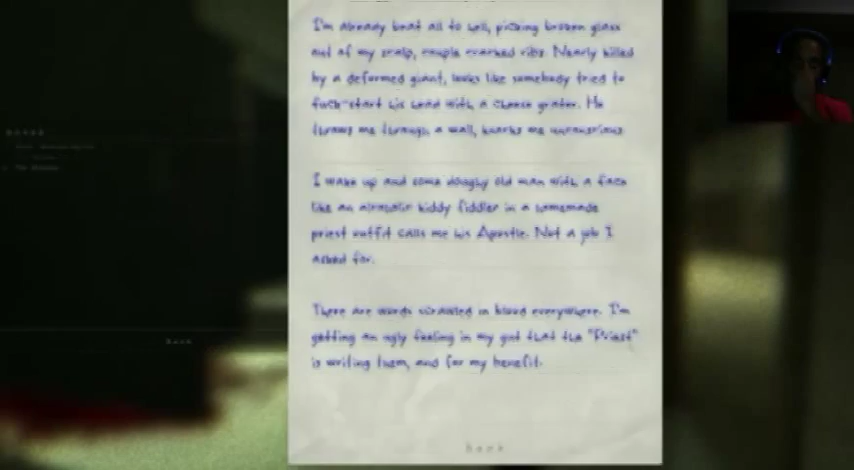 I'm already beat all to hell, picking broken glass
out of my scalp, couple cracked ribs. Nearly killed
by a deformed giant, looks like somebody tried to
fuck-start his head with a cheese grater. He
throws me through a wall, knocks me unconscious.
I wake up and some doughy old man with a face
like an alcoholic kiddy fiddler in a homemade
priest outfit calls me his Apostle. Not a job I
asked for.
There are words scrawled in blood everywhere. I'm
getting an ugly feeling in my gut that the "Priest"
is writing them, and for my benefit.
back